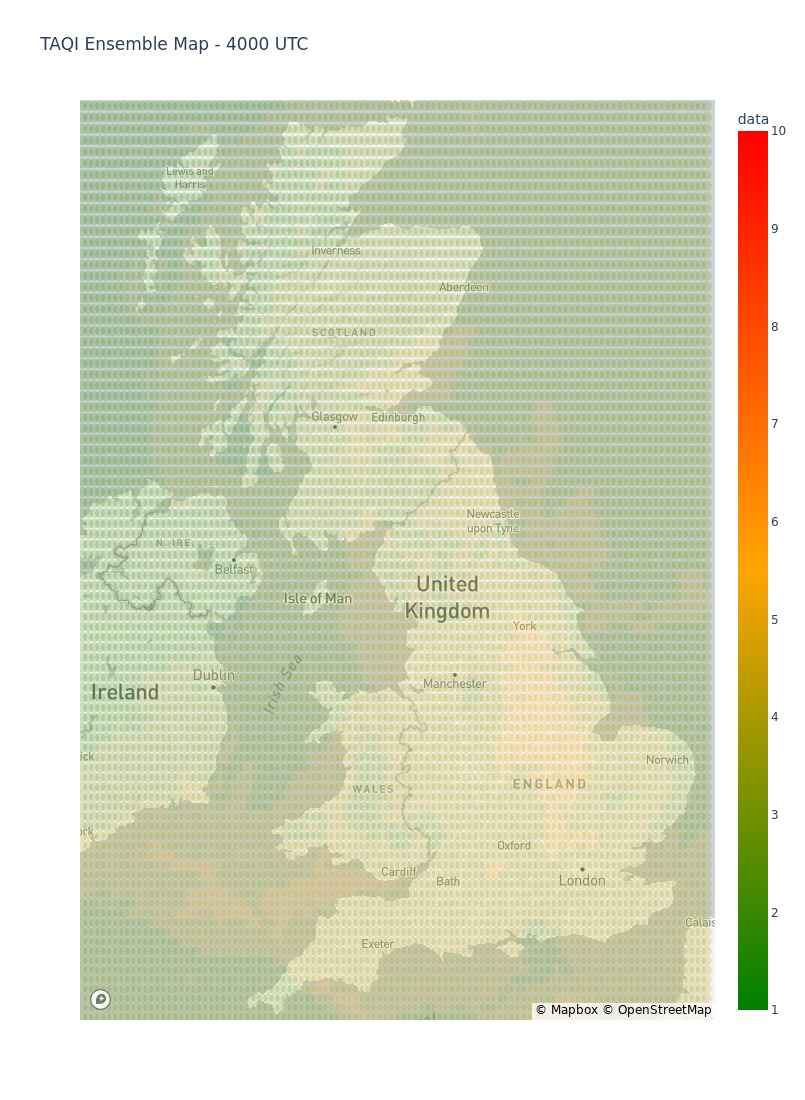 TAQI Ensemble Map - 4000 UTC
data
10
9
8
7
6
5
4
3
2
1
Lewis and
Harris
Inverness
Aberdeen
SCOTLAND
Glasgow
Edinburgh
Newcastle
upon Tyne
N. IRE.
Belfast
Isle of Man
United
Kingdom
York
Irish Sea
Dublin
Manchester
Ireland
ick
Norwich
ENGLAND
WALES
ork
Oxford
Cardiff
Bath
London
Calais
Exeter
© Mapbox © OpenStreetMap